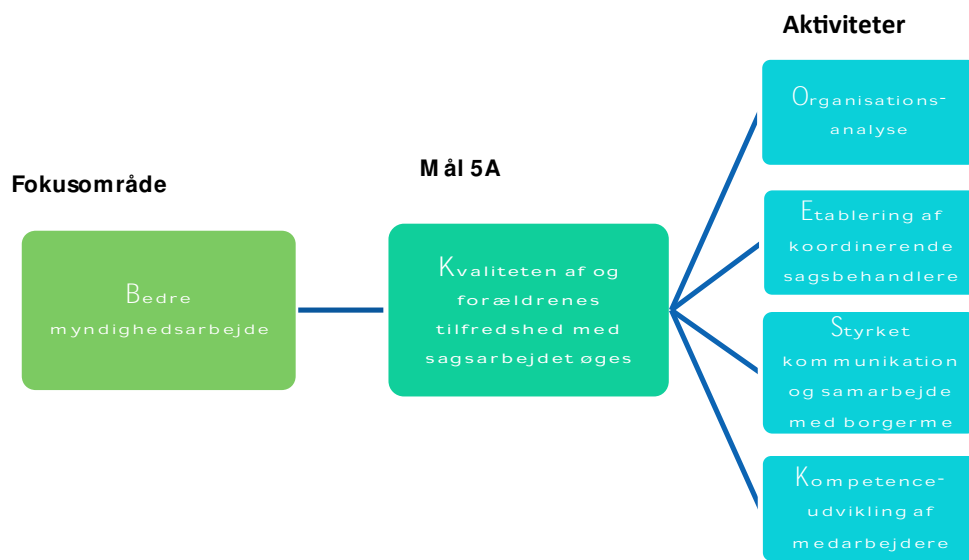 Fokusområde
Bedre
myndighedsarbejde
Mål 5A
Kvaliteten af og
forældrenes
tilfredshed med
sagsarbejdet øges
Aktiviteter
Organisations-
analyse
Etablering af
koordinerende
sagsbehandlere
Styrket
kommunikation
og samarbejde
med borgerme
Kompetence-
udvikling af
medarbejdere